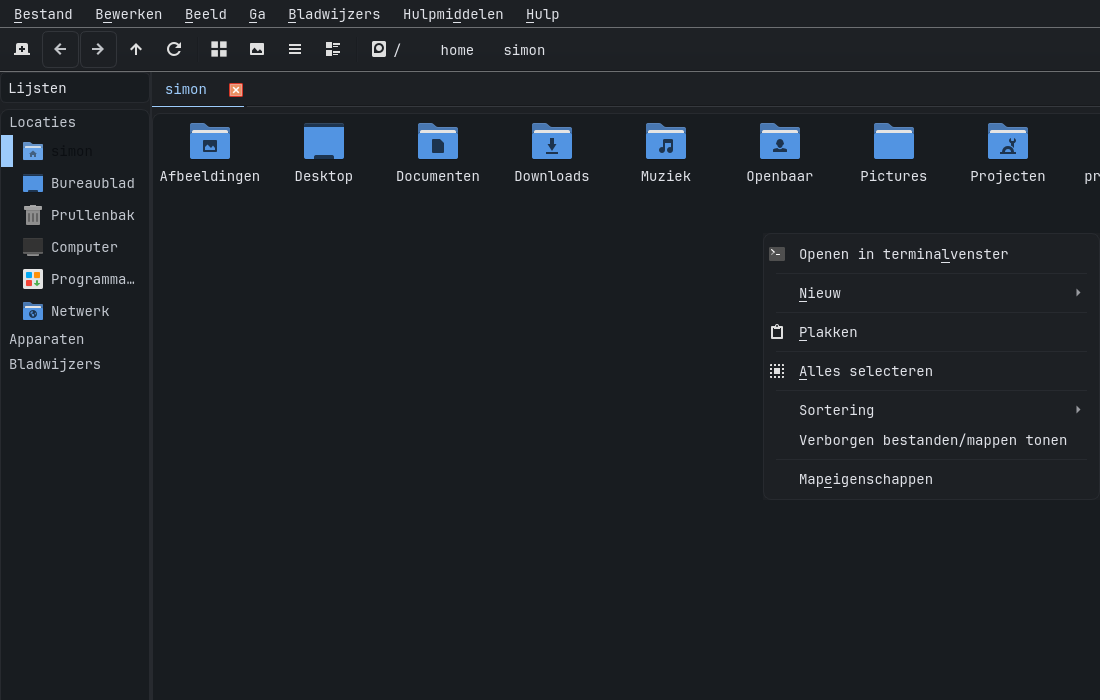 Bestand Bewerken Beeld Ga Bladwijzers Hulpmiddelen Hulp
/ home simon
Lijsten
simon
Locaties
simon
Bureaublad
Prullenbak
Computer
Programma…
Netwerk
Apparaten
Bladwijzers
Afbeeldingen Desktop Documenten Downloads Muziek Openbaar Pictures Projecten pr
Openen in terminalvenster
Nieuw
Plakken
Alles selecteren
Sortering
Verborgen bestanden/mappen tonen
Mapeigenschappen